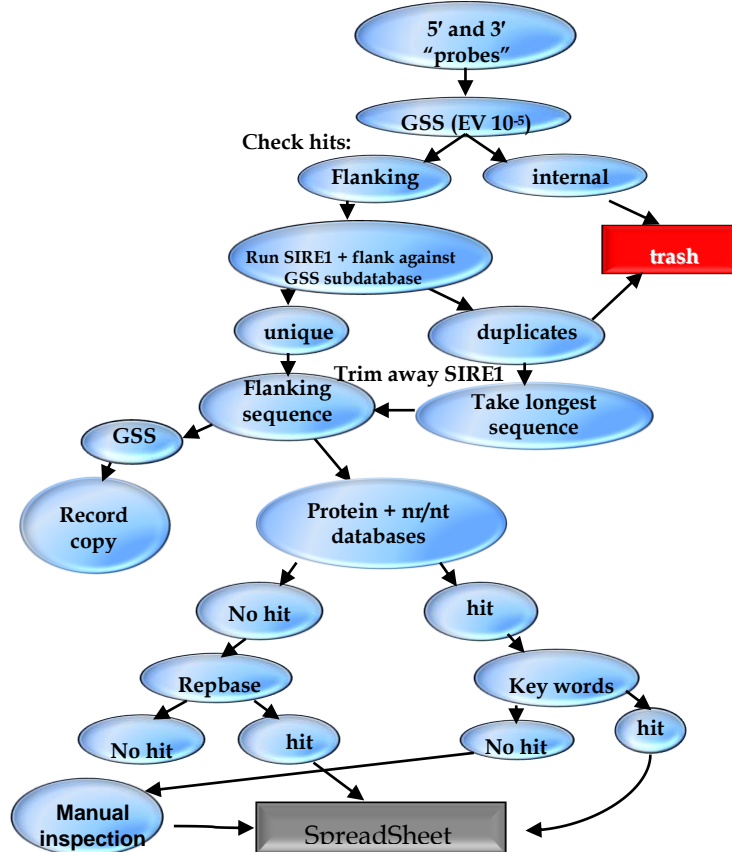 5′ and 3′
“probes”
GSS (EV 10⁻⁵)
Check hits:
Flanking
internal
Run SIRE1 + flank against
GSS subdatabase
trash
unique
duplicates
Trim away SIRE1
Flanking
sequence
Take longest
sequence
GSS
Record
copy
Protein + nr/nt
databases
No hit
hit
Repbase
Key words
No hit
hit
No hit
hit
Manual
inspection
SpreadSheet